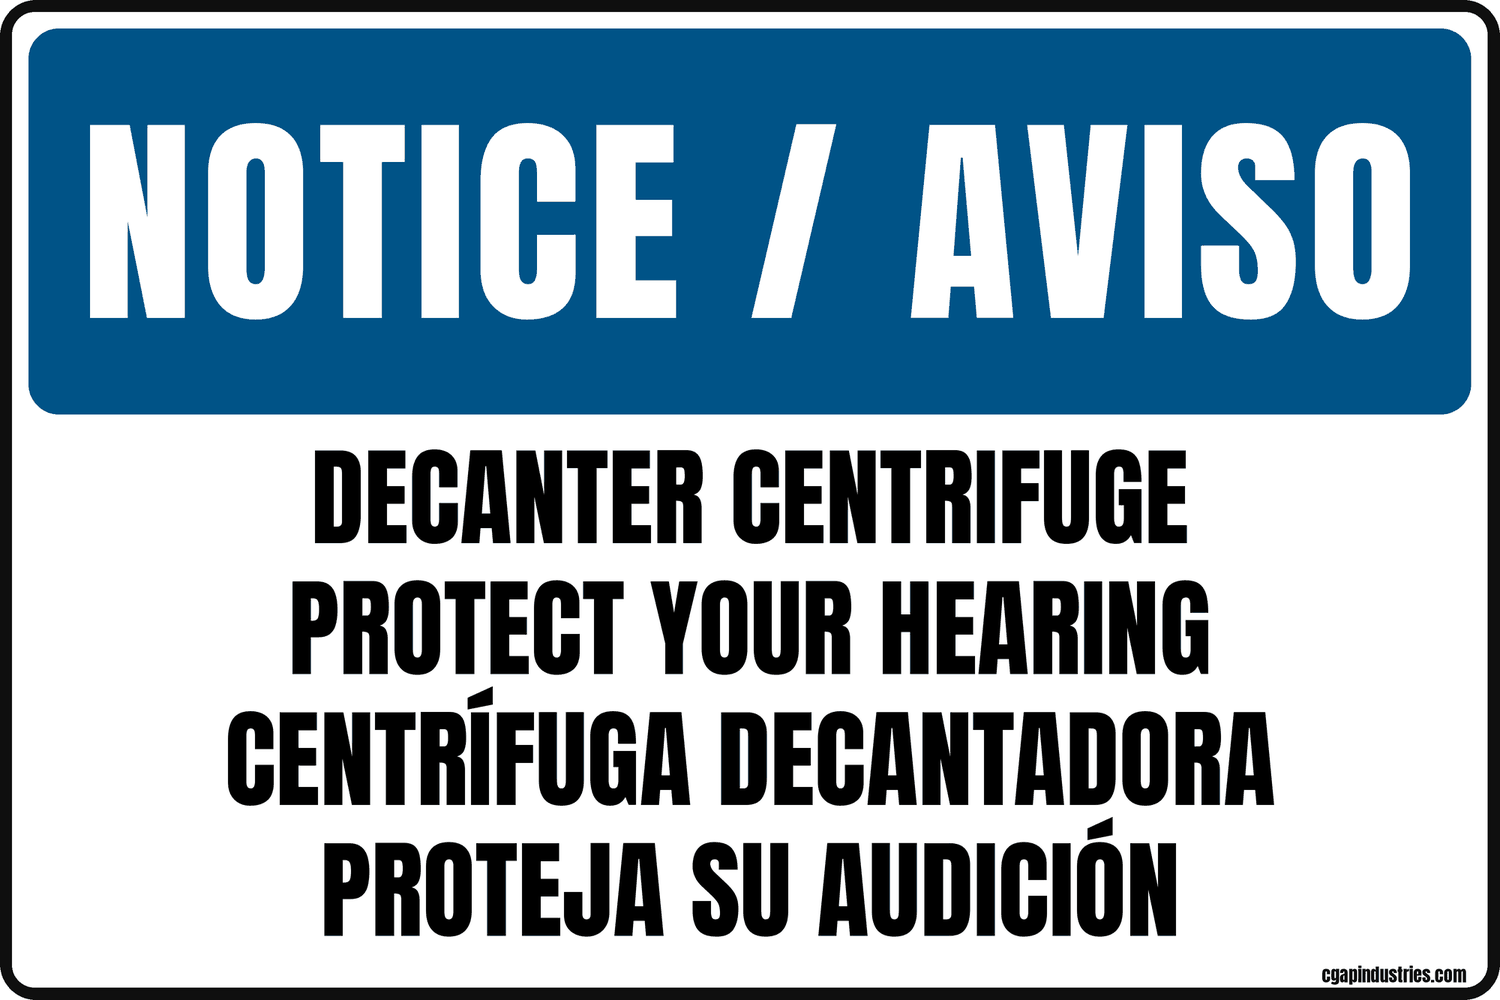 NOTICE / AVISO
DECANTER CENTRIFUGE
PROTECT YOUR HEARING
CENTRÍFUGA DECANTADORA
PROTEJA SU AUDICIÓN
cgapindustries.com